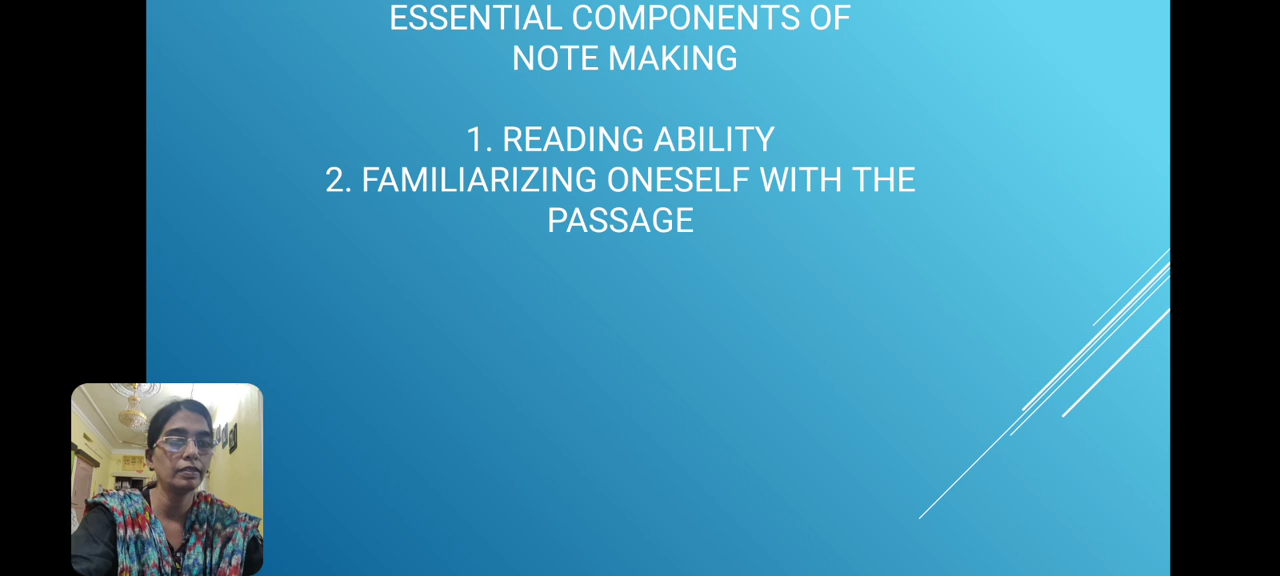 ESSENTIAL COMPONENTS OF
NOTE MAKING
1. READING ABILITY
2. FAMILIARIZING ONESELF WITH THE
PASSAGE